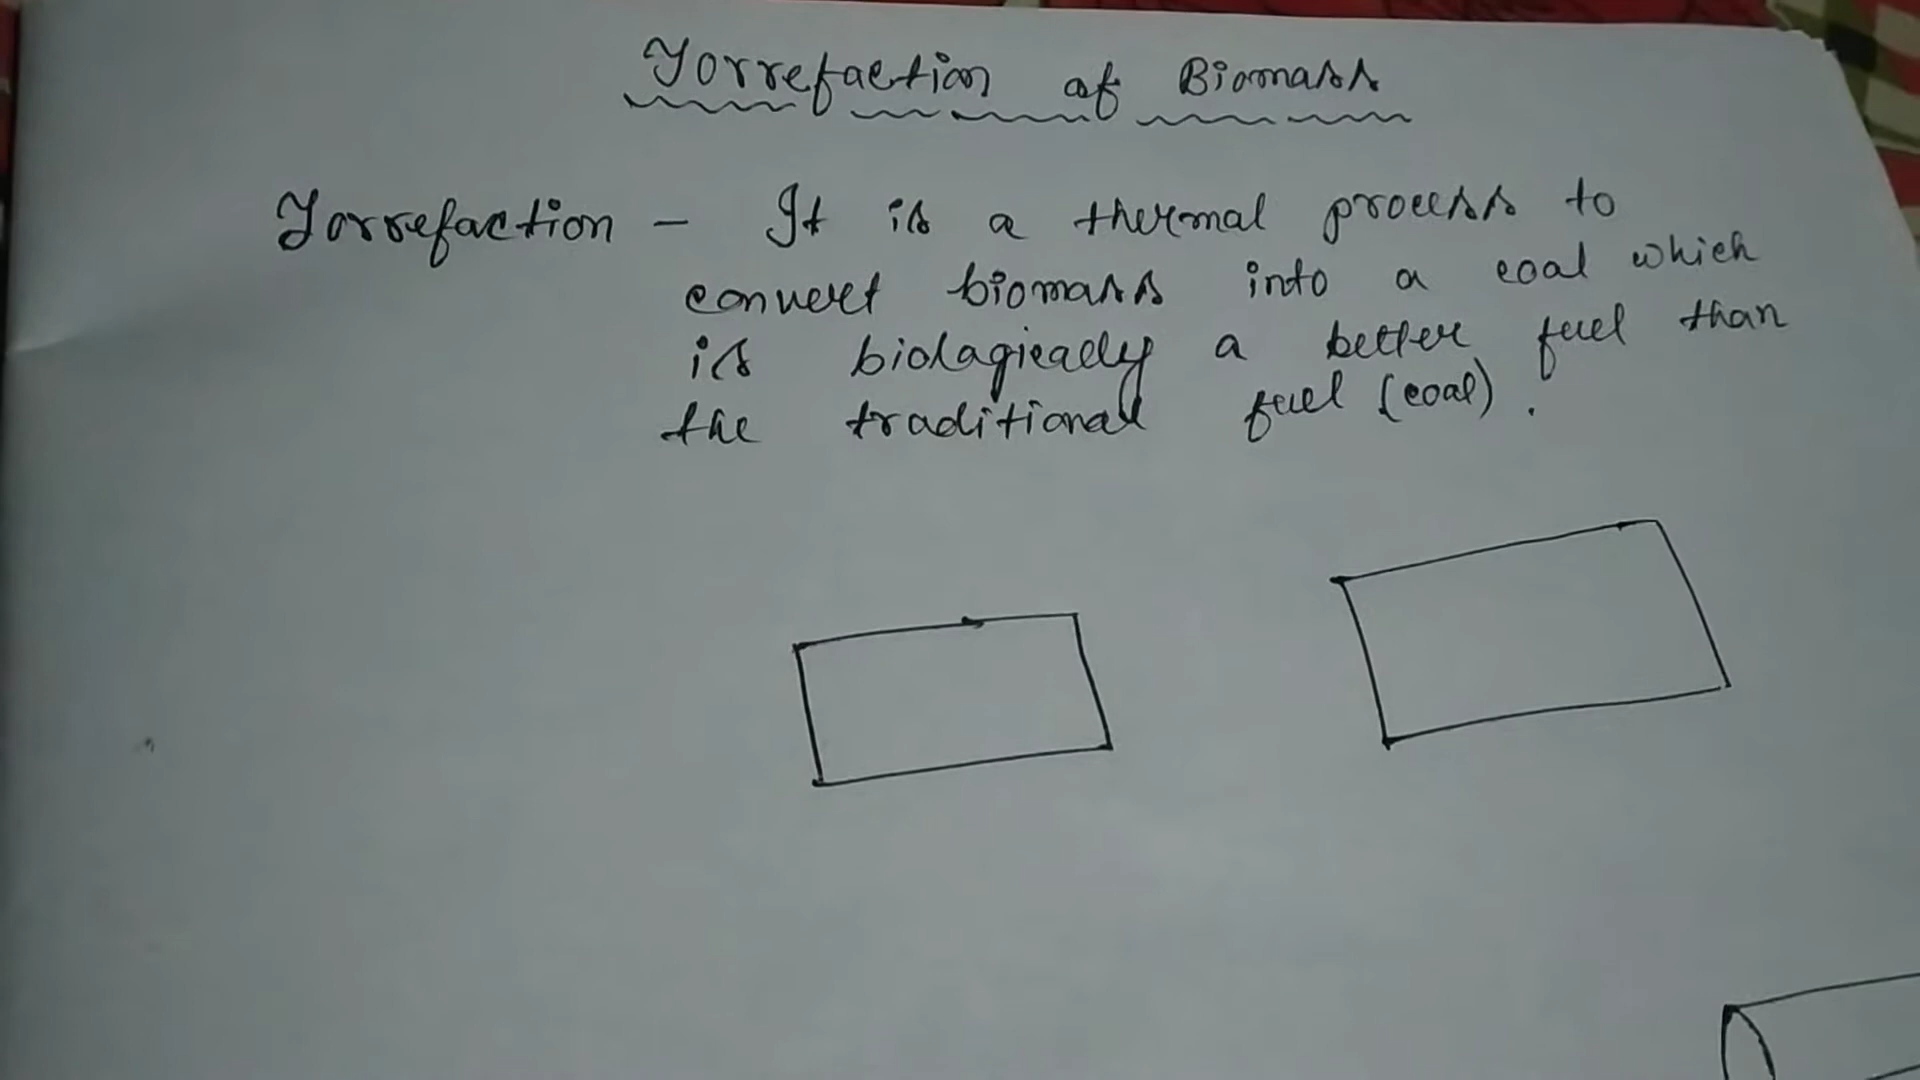 Torrefaction of Biomass
Torrefaction - It is a thermal process to
convert biomass into a coal which
is biologically a better fuel than
the traditional fuel (coal).